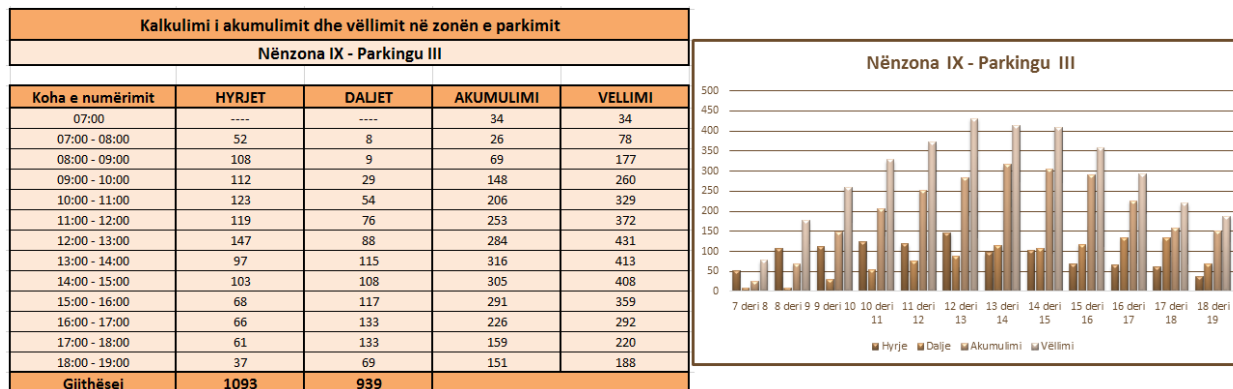 Kalkulimi i akumulimit dhe vëllimit në zonën e parkimit
Nënzona IX - Parkingu III
Koha e numërimit HYRJET DALJET AKUMULIMI VELLIMI
07:00 ---- ---- 34 34
07:00 - 08:00 52 8 26 78
08:00 - 09:00 108 9 69 177
09:00 - 10:00 112 29 148 260
10:00 - 11:00 123 54 206 329
11:00 - 12:00 119 76 253 372
12:00 - 13:00 147 88 284 431
13:00 - 14:00 97 115 316 413
14:00 - 15:00 103 108 305 408
15:00 - 16:00 68 117 291 359
16:00 - 17:00 66 133 226 292
17:00 - 18:00 61 133 159 220
18:00 - 19:00 37 69 151 188
Gjithësej 1093 939
Nënzona IX - Parkingu III
500
450
400
350
300
250
200
150
100
50
0
7 deri 8 8 deri 9 9 deri 10 10 deri 11 11 deri 12 12 deri 13 13 deri 14 14 deri 15 15 deri 16 16 deri 17 17 deri 18 18 deri 19
Hyrje Dalje Akumulimi Vëllimi